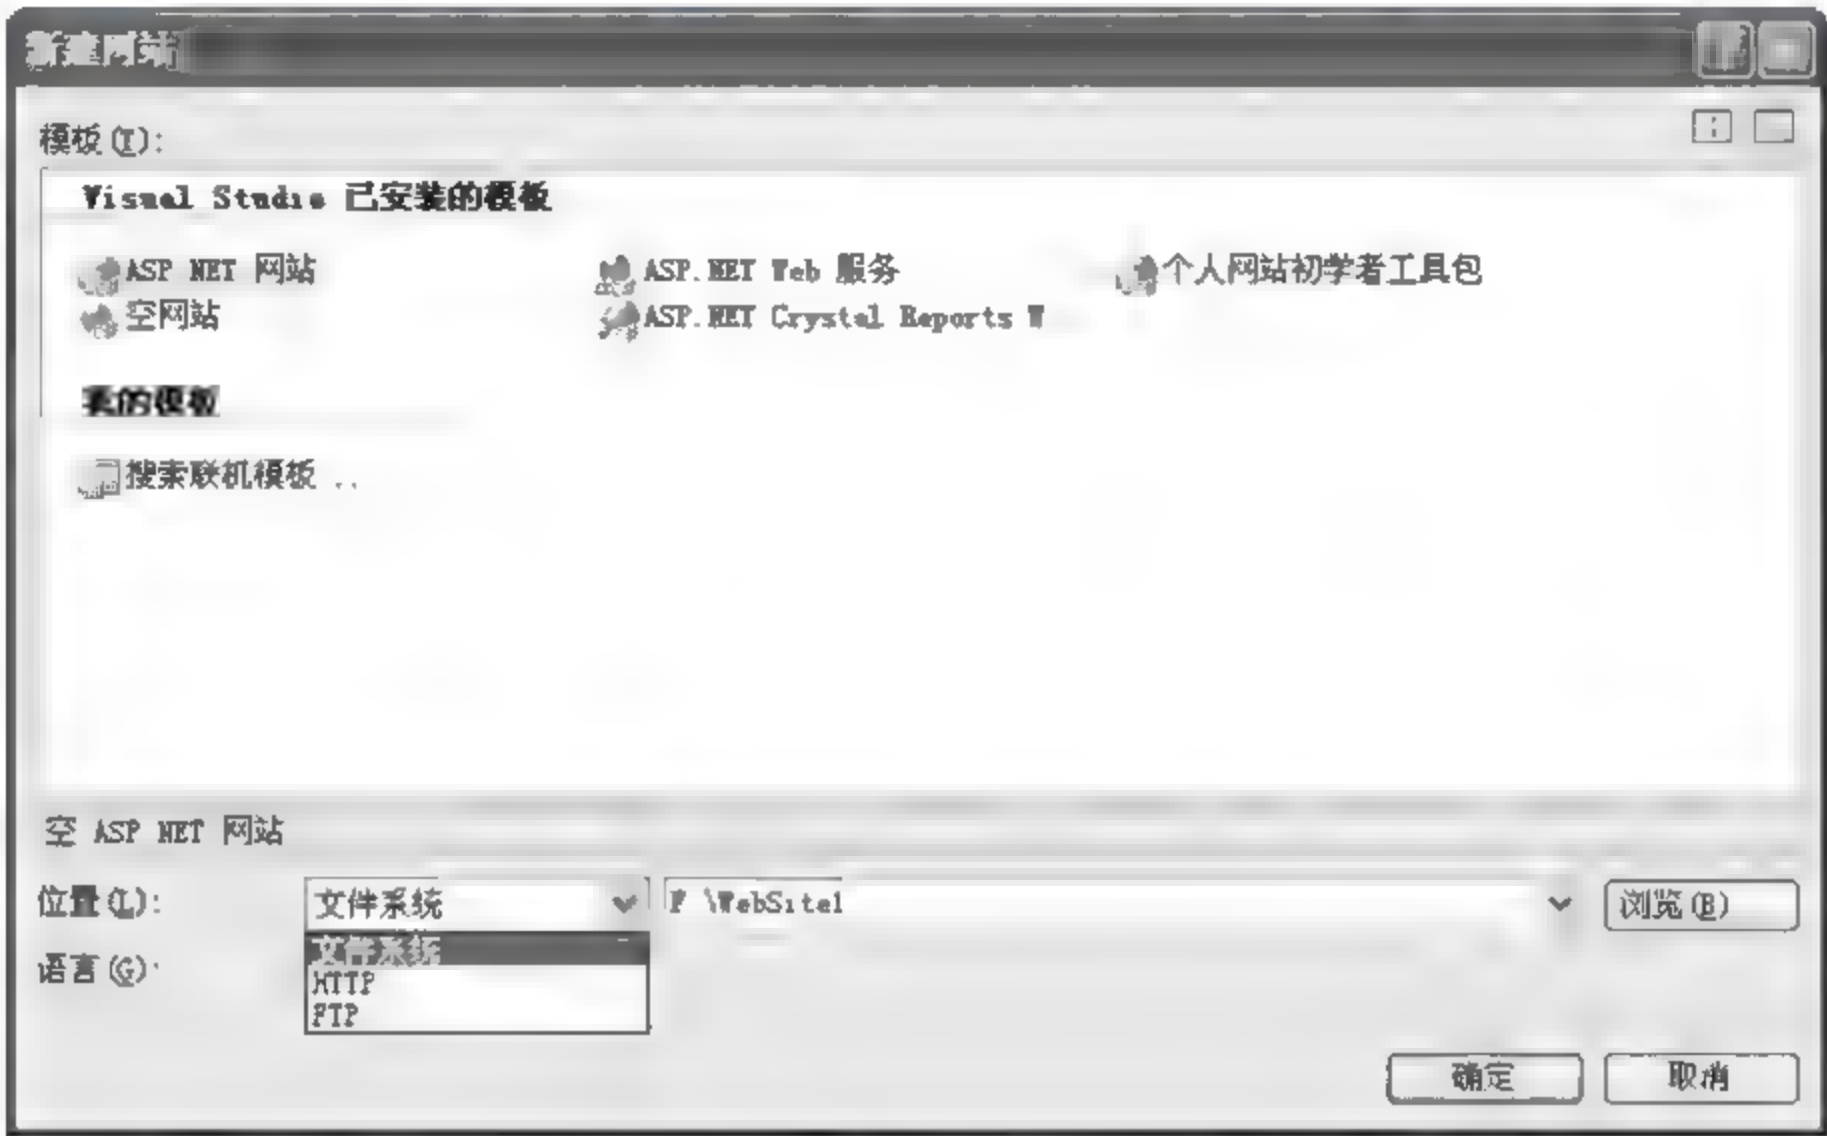 新建网站
模板(T):
Visual Studio 已安装的模板
ASP NET 网站 ASP.NET Web 服务 个人网站初学者工具包
空网站 ASP.NET Crystal Reports W
我的模板
搜索联机模板 ..
空 ASP NET 网站
位置(L): 文件系统 F \WebSite1 浏览(B)
文件系统
语言(G):
HTTP
FTP
确定 取消